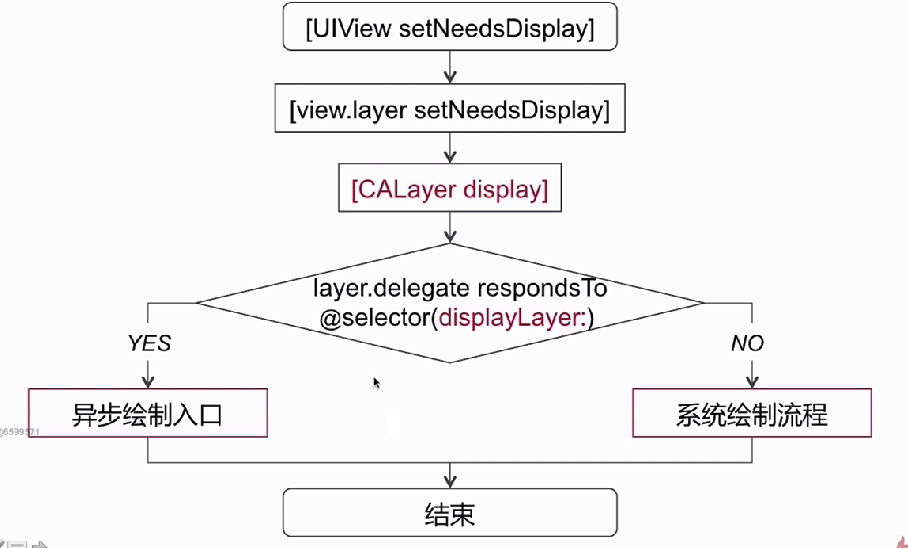 [UIView setNeedsDisplay]
[view.layer setNeedsDisplay]
[CALayer display]
layer.delegate respondsTo
@selector(displayLayer:)
YES
NO
异步绘制入口
系统绘制流程
@6599571
结束